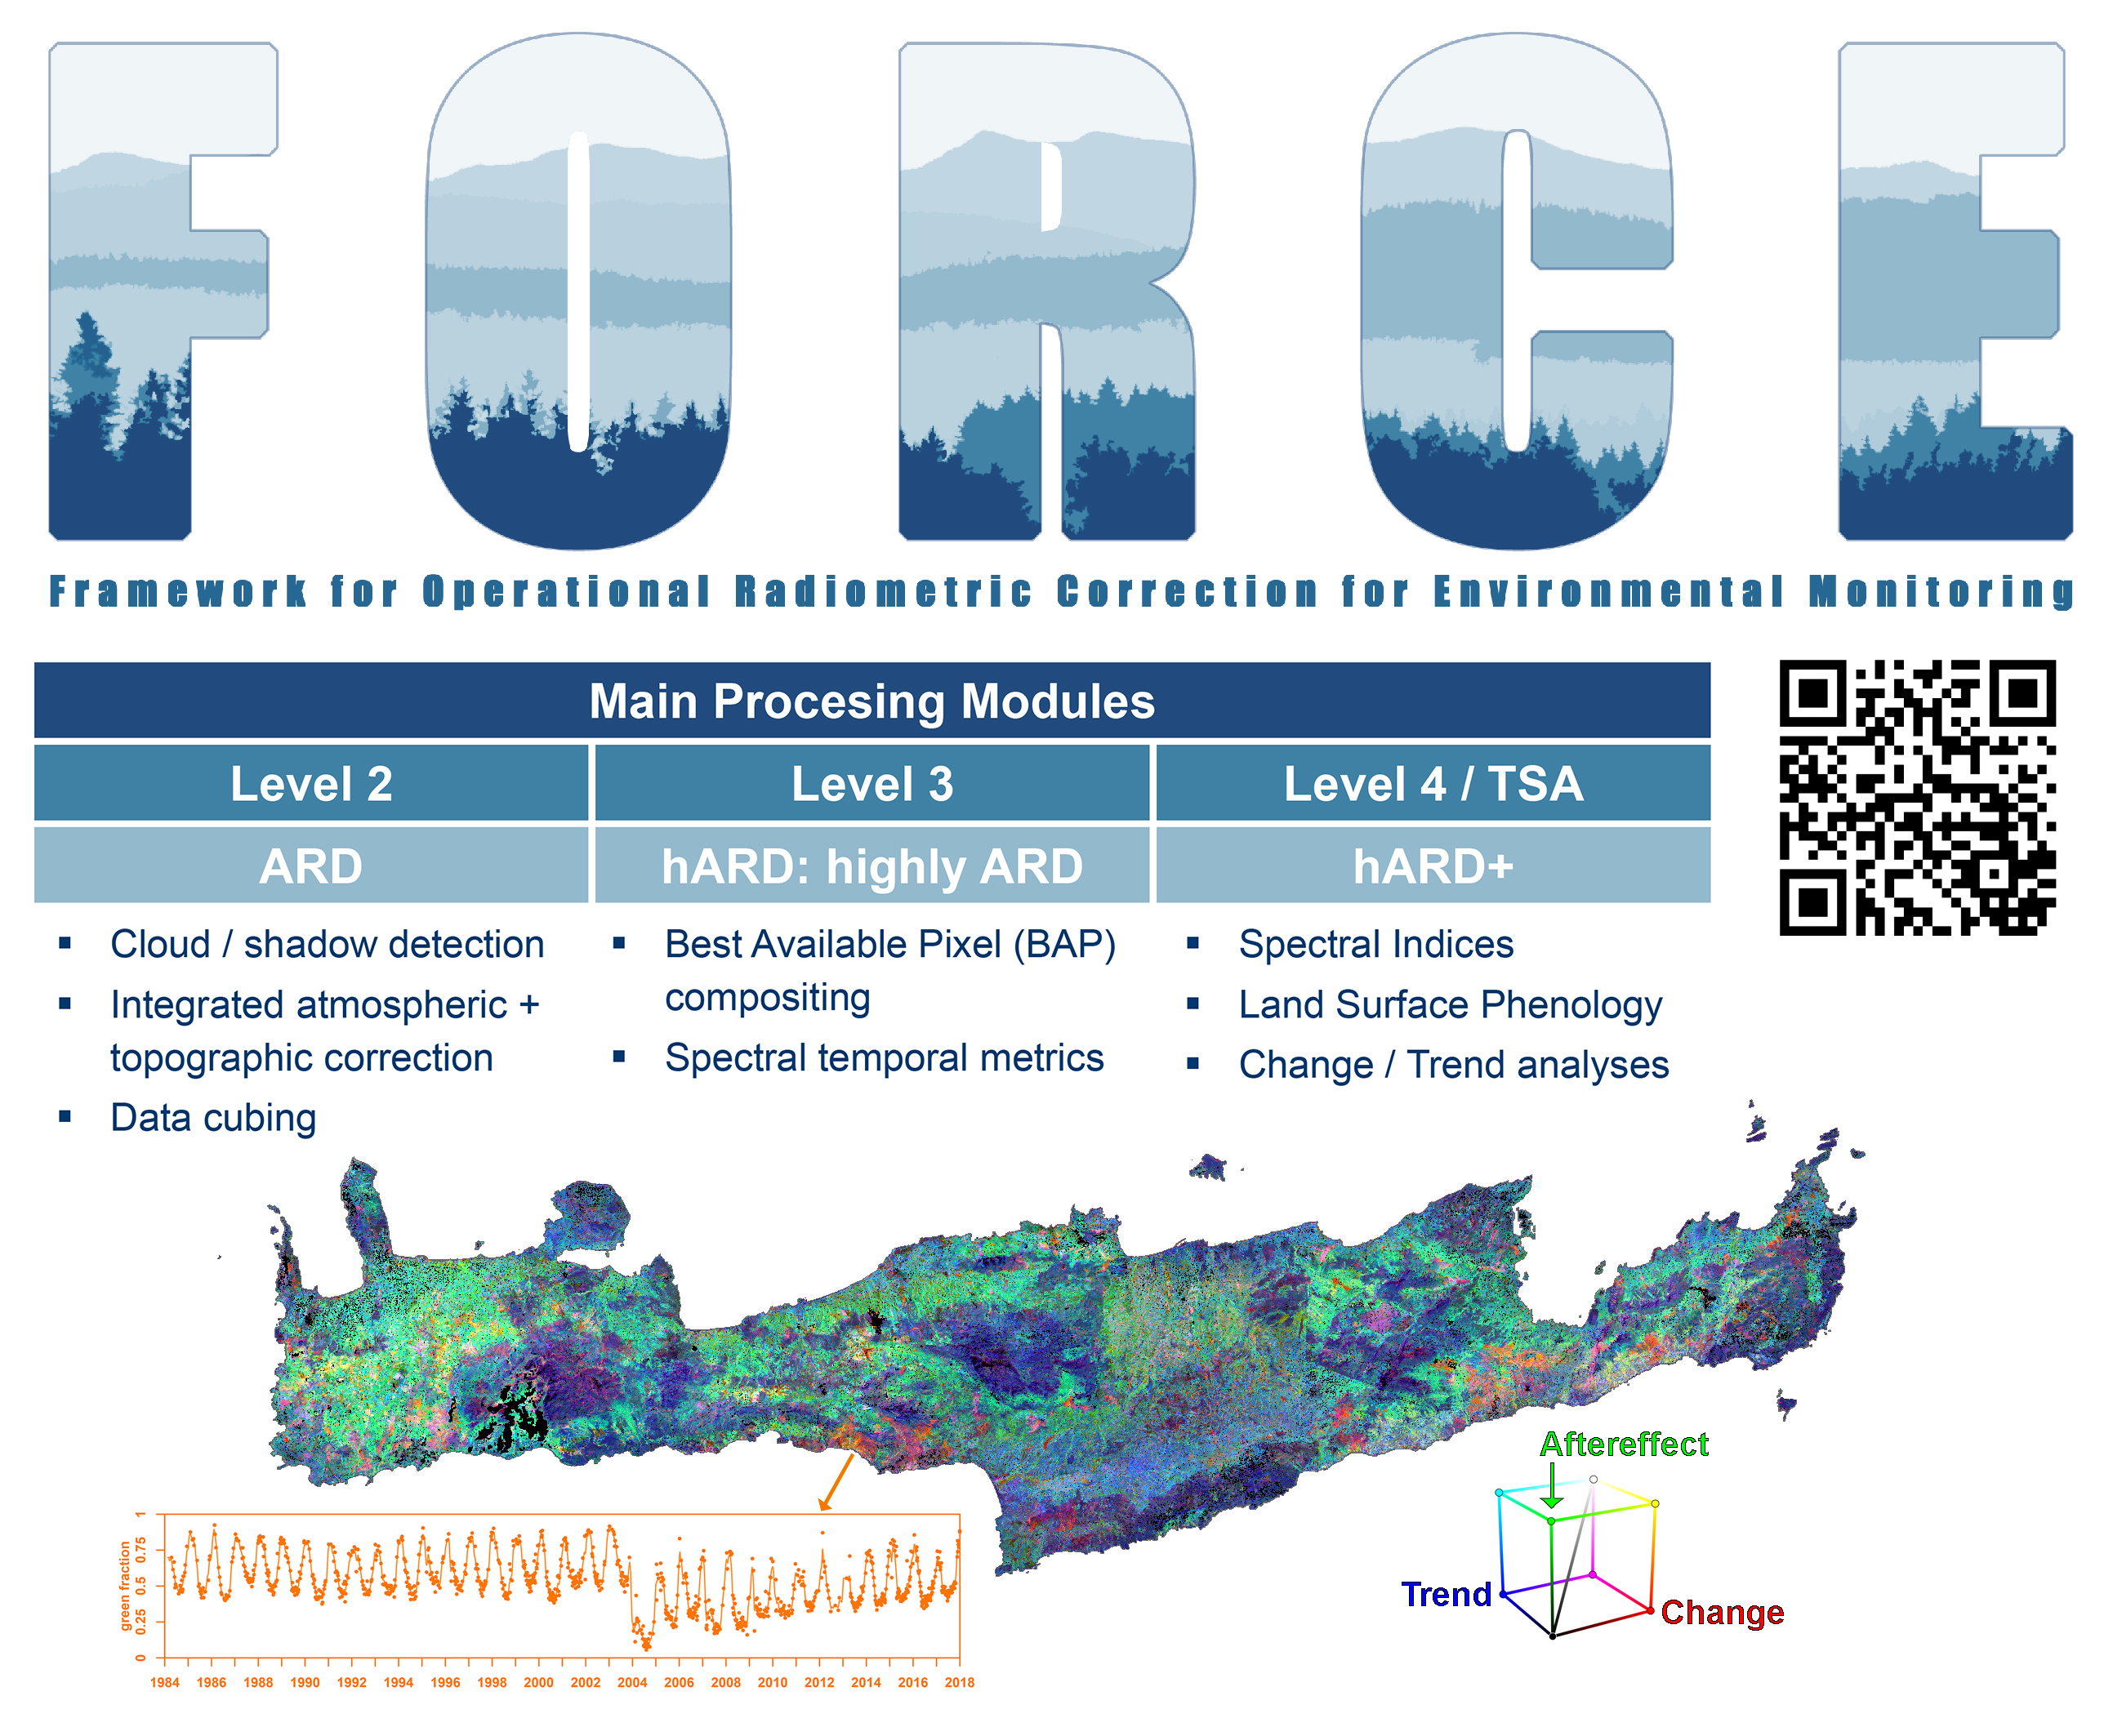 FORCE
Framework for Operational Radiometric Correction for Environmental Monitoring
Main Procesing Modules
Level 2
Level 3
Level 4 / TSA
ARD
hARD: highly ARD
hARD+
▪ Cloud / shadow detection
▪ Integrated atmospheric +
topographic correction
▪ Data cubing
▪ Best Available Pixel (BAP)
compositing
▪ Spectral temporal metrics
▪ Spectral Indices
▪ Land Surface Phenology
▪ Change / Trend analyses
Aftereffect
Trend
Change
green fraction
1
0.75
0.5
0.25
0
1984 1986 1988 1990 1992 1994 1996 1998 2000 2002 2004 2006 2008 2010 2012 2014 2016 2018